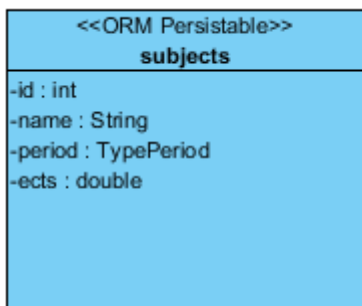 <<ORM Persistable>>
subjects
-id : int
-name : String
-period : TypePeriod
-ects : double